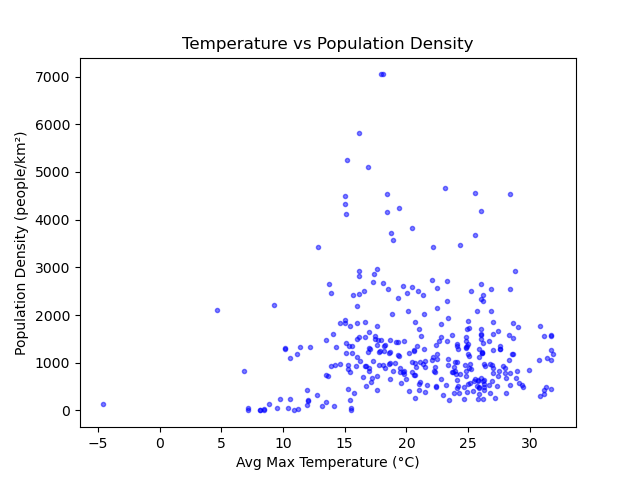 Temperature vs Population Density
7000
6000
5000
4000
3000
2000
1000
0
Population Density (people/km²)
−5 0 5 10 15 20 25 30
Avg Max Temperature (°C)